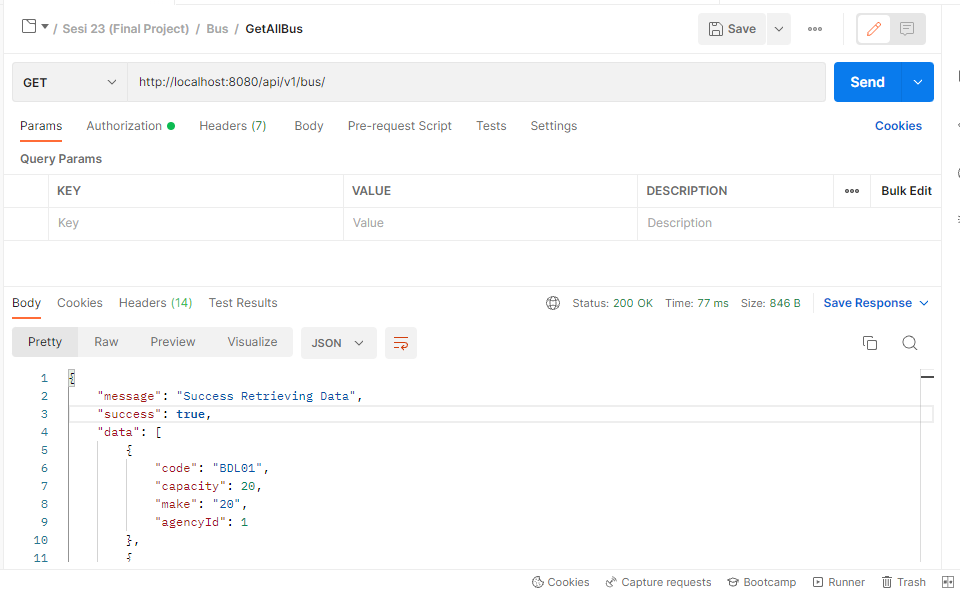 / Sesi 23 (Final Project) / Bus / GetAllBus Save
GET http://localhost:8080/api/v1/bus/ Send
Params Authorization Headers (7) Body Pre-request Script Tests Settings Cookies
Query Params
KEY VALUE DESCRIPTION Bulk Edit
Key Value Description
Body Cookies Headers (14) Test Results Status: 200 OK Time: 77 ms Size: 846 B Save Response
Pretty Raw Preview Visualize JSON
1 {
2 "message": "Success Retrieving Data",
3 "success": true,
4 "data": [
5 {
6 "code": "BDL01",
7 "capacity": 20,
8 "make": "20",
9 "agencyId": 1
10 },
11 {
Cookies Capture requests Bootcamp Runner Trash